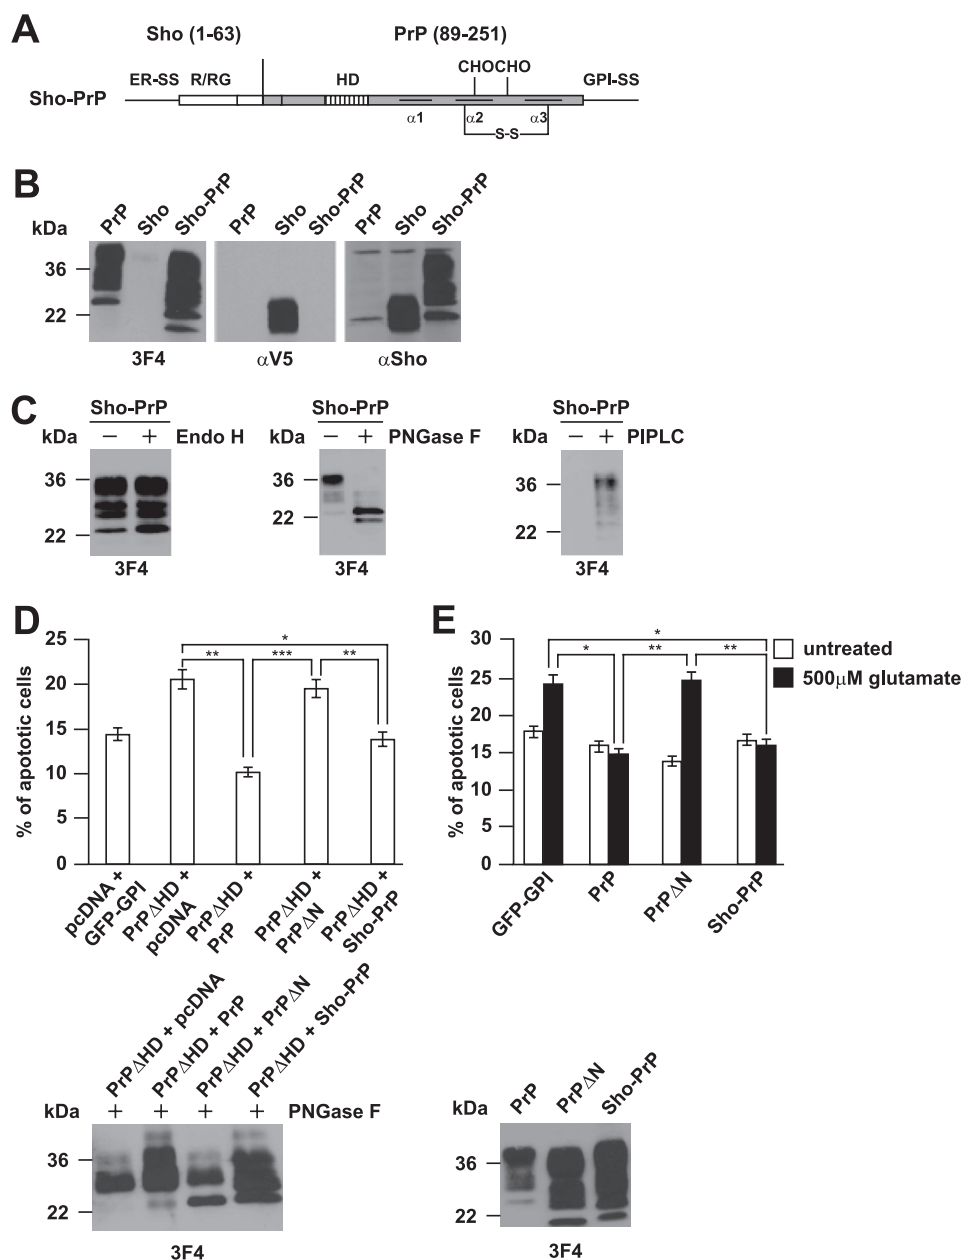 A
Sho (1-63) PrP (89-251)
CHOCHO
ER-SS R/RG HD GPI-SS
Sho-PrP
α1 α2 α3
S-S
B
PrP Sho Sho-PrP PrP Sho Sho-PrP PrP Sho Sho-PrP
kDa
36
22
3F4 αV5 αSho
C
Sho-PrP Sho-PrP Sho-PrP
kDa − + Endo H kDa − + PNGase F kDa − + PIPLC
36 36 36
22 22 22
3F4 3F4 3F4
D
% of apototic cells
25
20
15
10
5
0
* ** *** **
pcDNA + GFP-GPI
PrPΔHD + pcDNA
PrPΔHD + PrP
PrPΔHD + PrPΔN
PrPΔHD + Sho-PrP
E
% of apototic cells
30
25
20
15
10
5
0
* * ** **
untreated
500μM glutamate
GFP-GPI
PrP
PrPΔN
Sho-PrP
PrPΔHD + pcDNA
PrPΔHD + PrP
PrPΔHD + PrPΔN
PrPΔHD + Sho-PrP
kDa + + + + PNGase F
36
22
3F4
PrP PrPΔN Sho-PrP
kDa
36
22
3F4